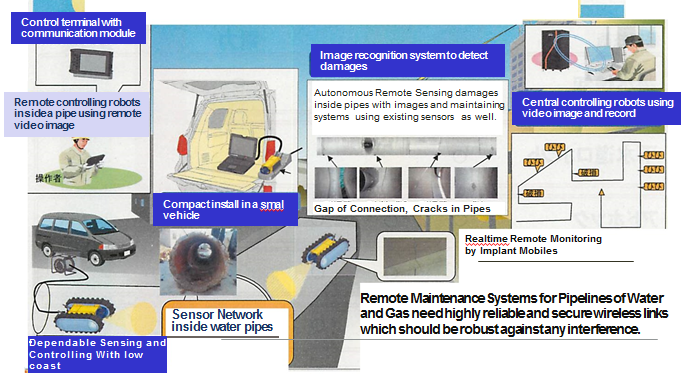 Control terminal with
communication module
Remote controlling robots
in sidea pipe using remote
video image
操作者
Compact install in a smal
vehicle
Image recognition system to detect
damages
Autonomous Remote Sensing damages
inside pipes with images and maintaining
systems using existing sensors as well.
Gap of Connection, Cracks in Pipes
Central controlling robots using
video image and record
Realtime Remote Monitoring
by Implant Mobiles
Sensor Network
inside water pipes
Remote Maintenance Systems for Pipelines of Water
and Gas need highly reliable and secure wireless links
which should be robust against any interference.
Dependable Sensing and
Controlling With low
coast